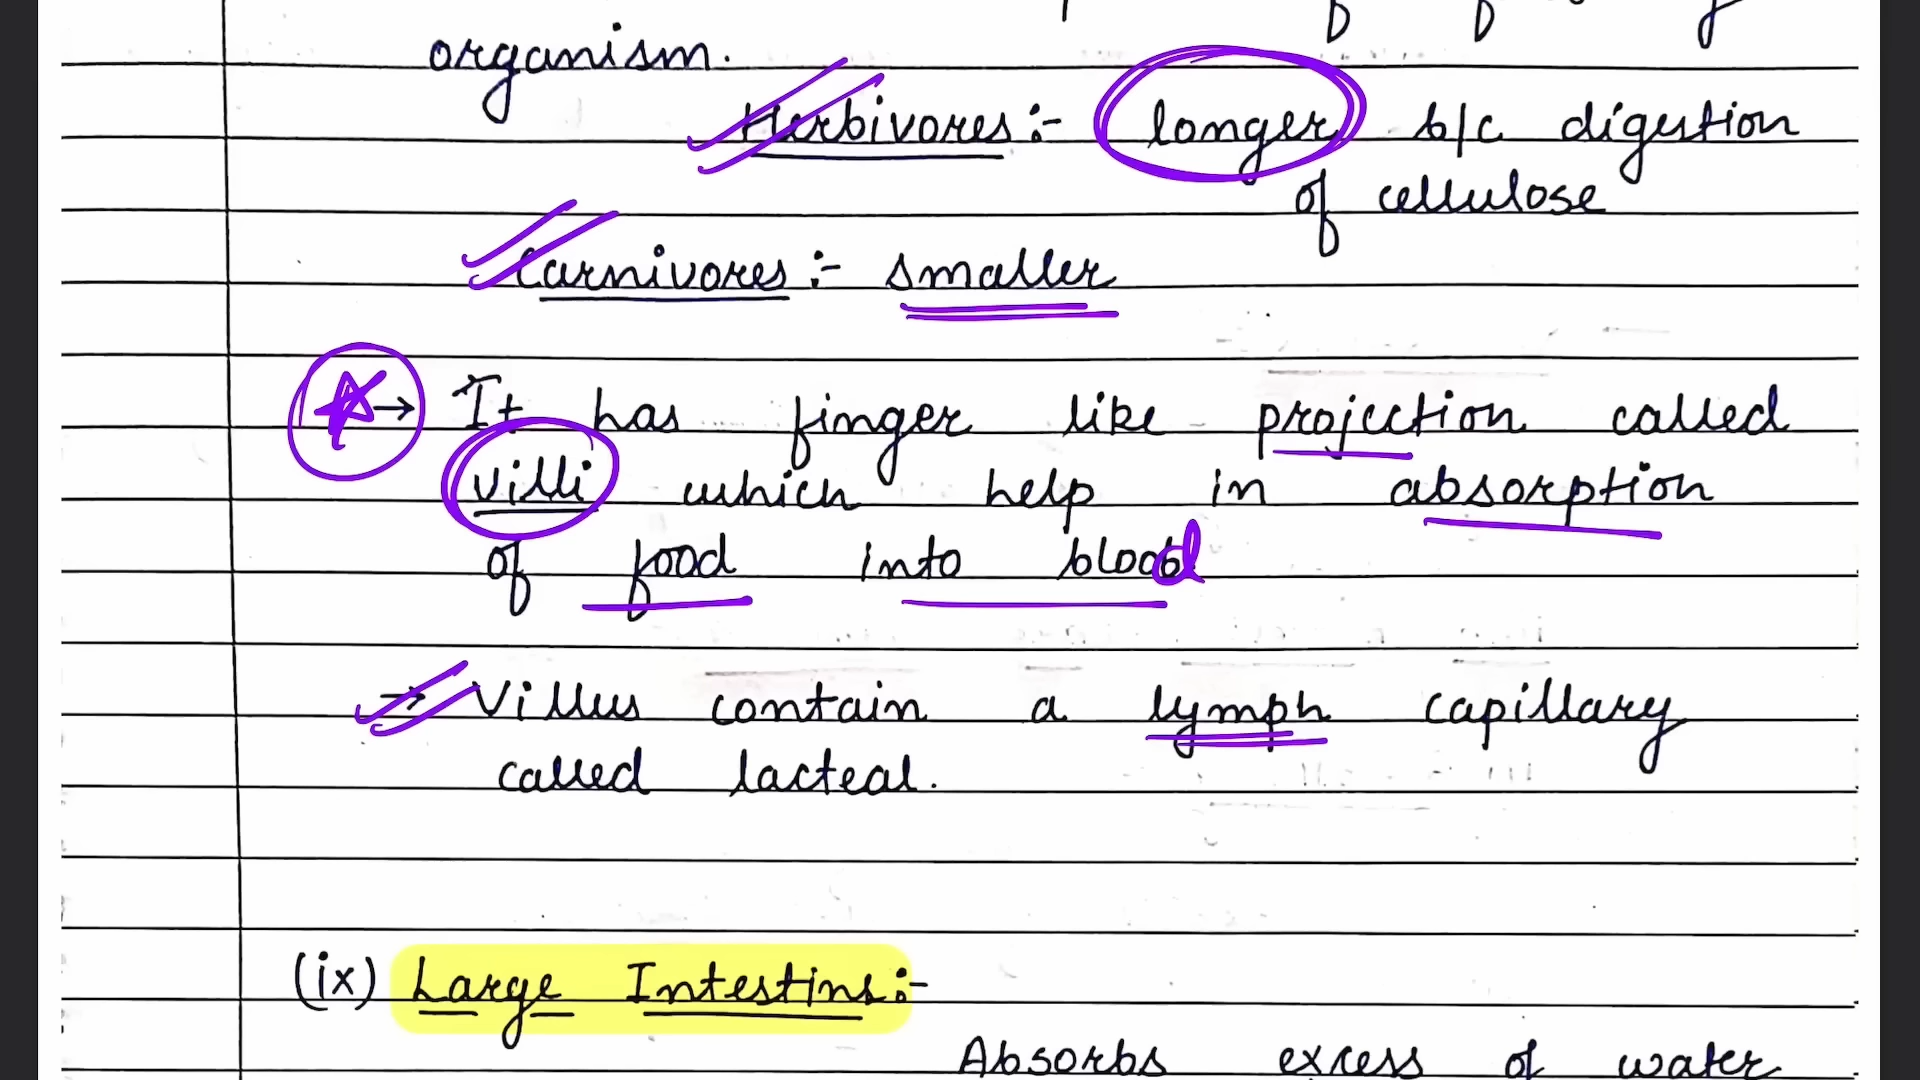 organism.
Herbivores :- longer b/c digestion
of cellulose
Carnivores :- smaller
→ It has finger like projection called
villi which help in absorption
of food into blood
→ Villus contain a lymph capillary
called lacteal.
(ix) Large Intestins :-
Absorbs excess of water